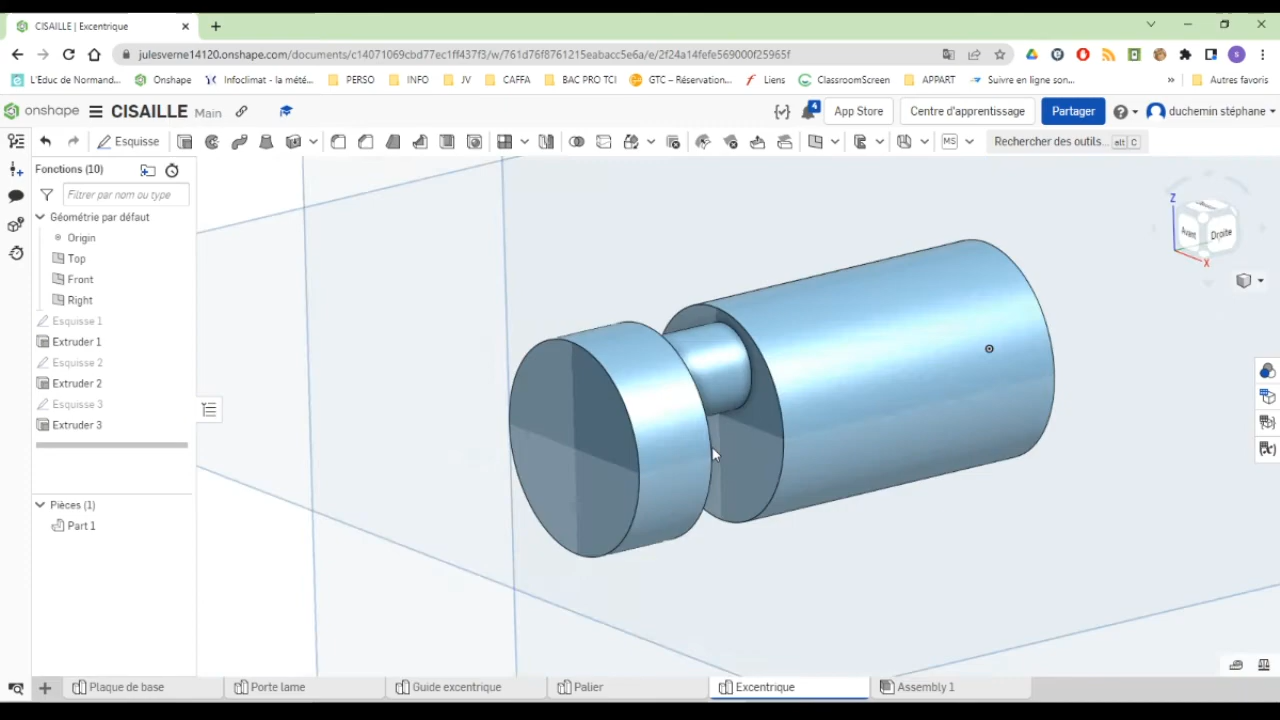 CISAILLE | Excentrique
julesverne14120.onshape.com/documents/c14071069cbd77ec1ff437f3/w/761d76f8761215eabacc5e6a/e/2f24a14fefe569000f25965f
S
L'Educ de Normand... Onshape Infoclimat - la mété... PERSO INFO JV CAFFA BAC PRO TCI GTC – Réservation... Liens ClassroomScreen APPART Suivre en ligne son... » Autres favoris
onshape CISAILLE Main 4 App Store Centre d'apprentissage Partager duchemin stéphane
Esquisse MS Rechercher des outils... alt C
Fonctions (10)
Filtrer par nom ou type
Géométrie par défaut
Origin
Top
Front
Right
Esquisse 1
Extruder 1
Esquisse 2
Extruder 2
Esquisse 3
Extruder 3
Pièces (1)
Part 1
Z
Avant Droite
X
Plaque de base Porte lame Guide excentrique Palier Excentrique Assembly 1